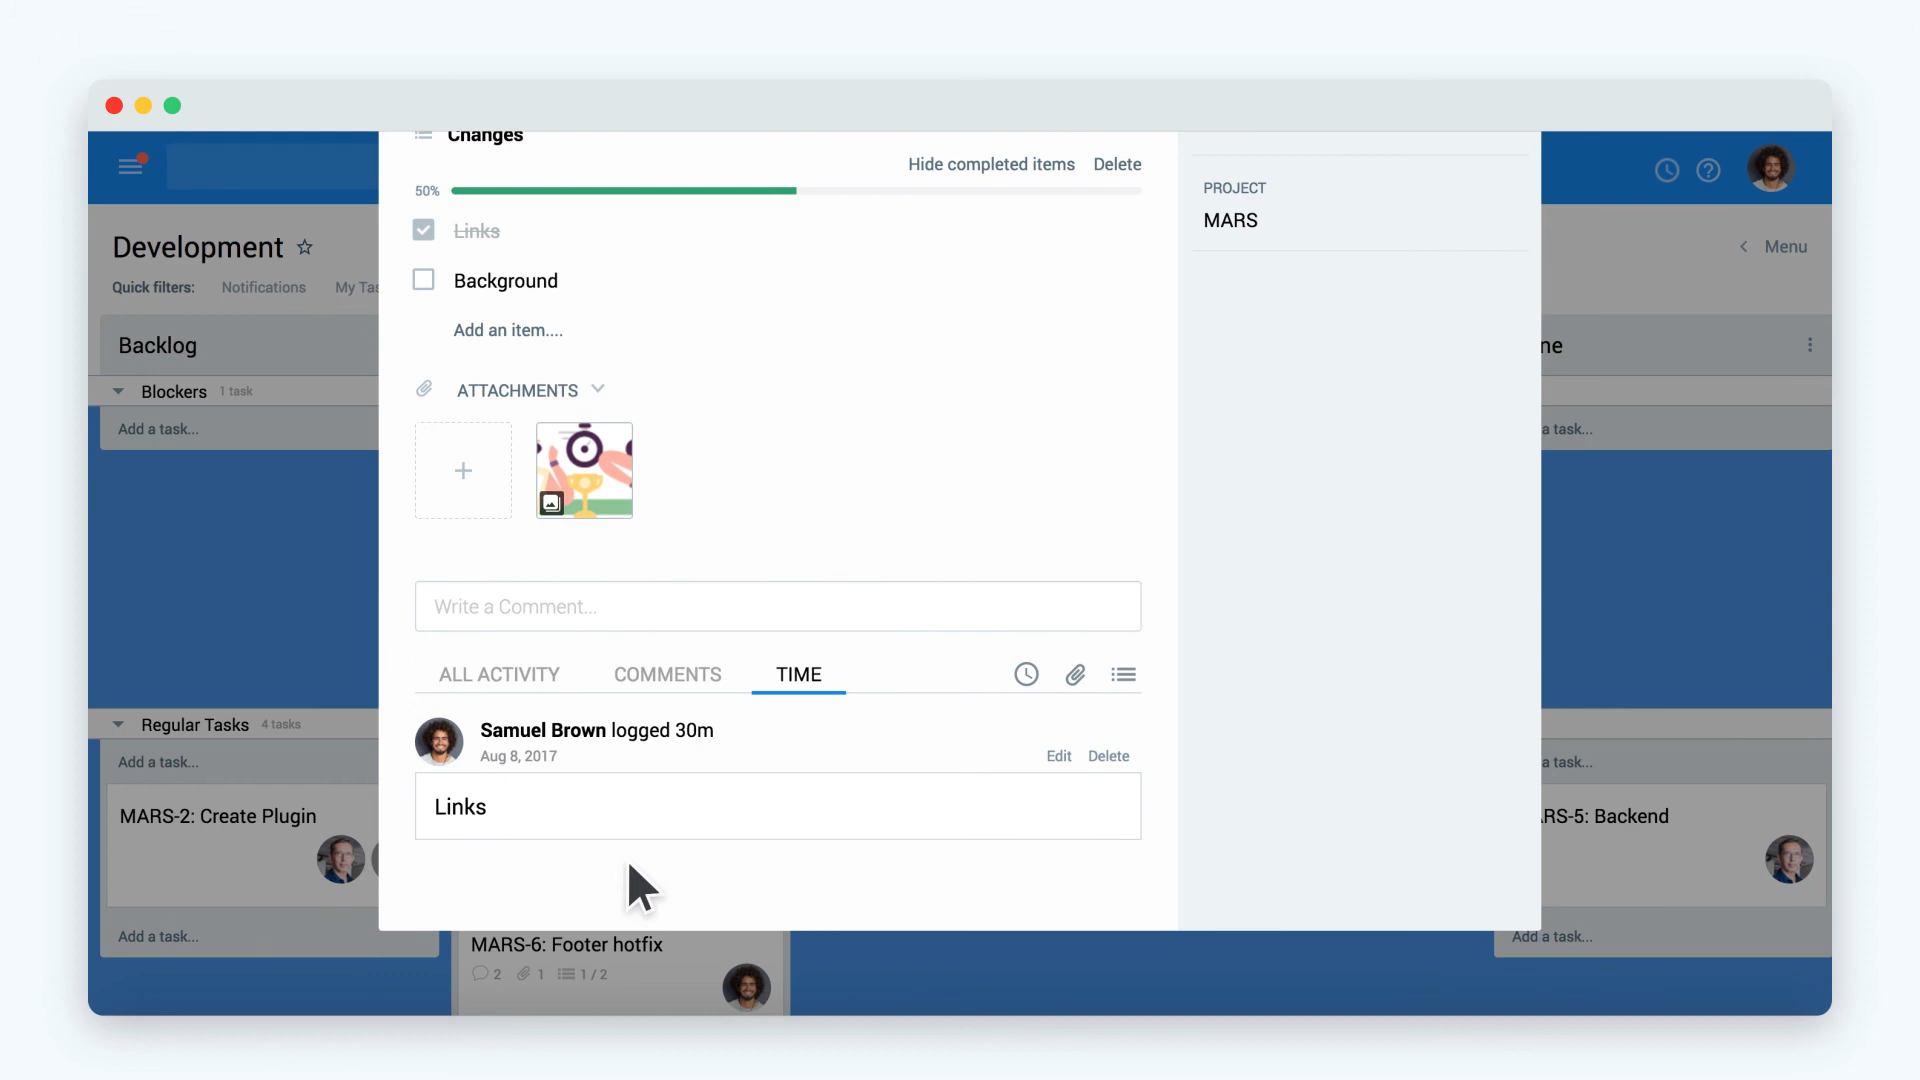 Changes
Hide completed items Delete
50%
Links
Background
Add an item....
ATTACHMENTS
Write a Comment...
ALL ACTIVITY COMMENTS TIME
Samuel Brown logged 30m
Aug 8, 2017
Edit Delete
Links
PROJECT
MARS
Development
Quick filters: Notifications My Tas
Menu
Backlog
ne
Blockers 1 task
Add a task...
a task...
Regular Tasks 4 tasks
Add a task...
a task...
MARS-2: Create Plugin
RS-5: Backend
Add a task...
Add a task...
MARS-6: Footer hotfix
2 1 1 / 2